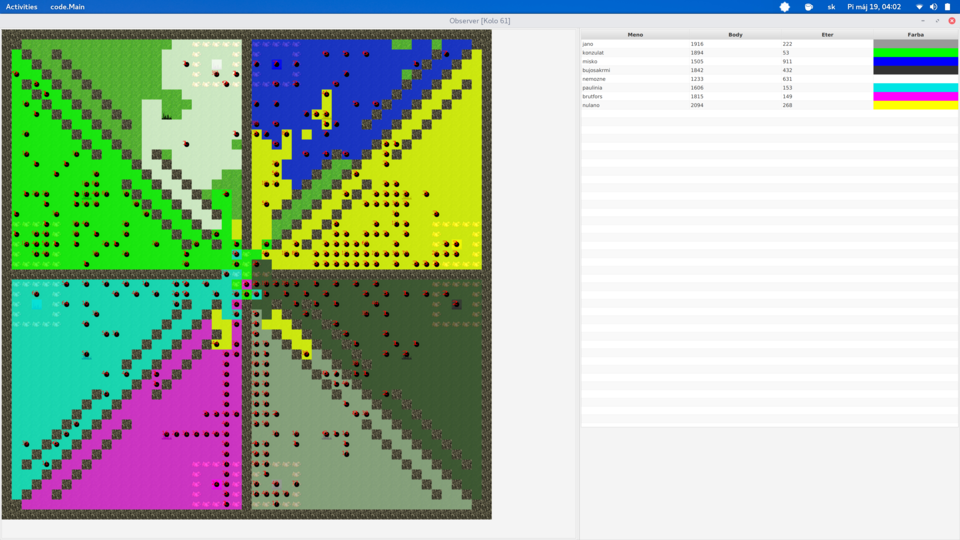 Activities code.Main sk Pi máj 19, 04:02
Observer [Kolo 61]
Meno Body Eter Farba
jano 1916 222
konzulat 1894 53
misko 1505 911
bujosakrmi 1842 432
nemozne 1233 631
paulinia 1606 153
brutfors 1815 149
nulano 2094 268